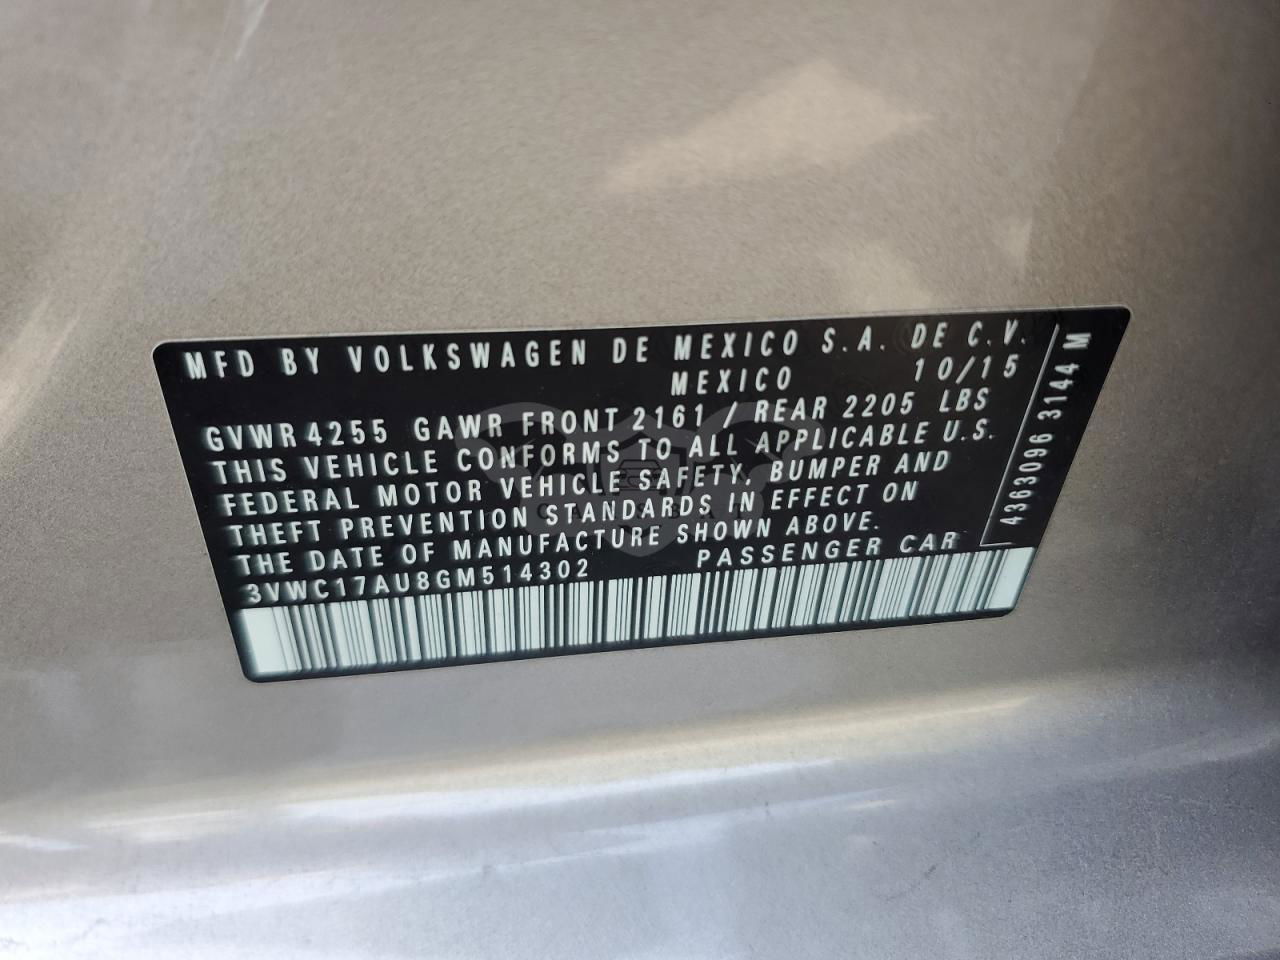 MFD BY VOLKSWAGEN DE MEXICO S.A. DE C.V.
MEXICO 10/15
GVWR 4255 GAWR FRONT 2161 / REAR 2205 LBS
THIS VEHICLE CONFORMS TO ALL APPLICABLE U.S.
FEDERAL MOTOR VEHICLE SAFETY, BUMPER AND
THEFT PREVENTION STANDARDS IN EFFECT ON
THE DATE OF MANUFACTURE SHOWN ABOVE.
3VWC17AU8GM514302 PASSENGER CAR
4363096 3144 M